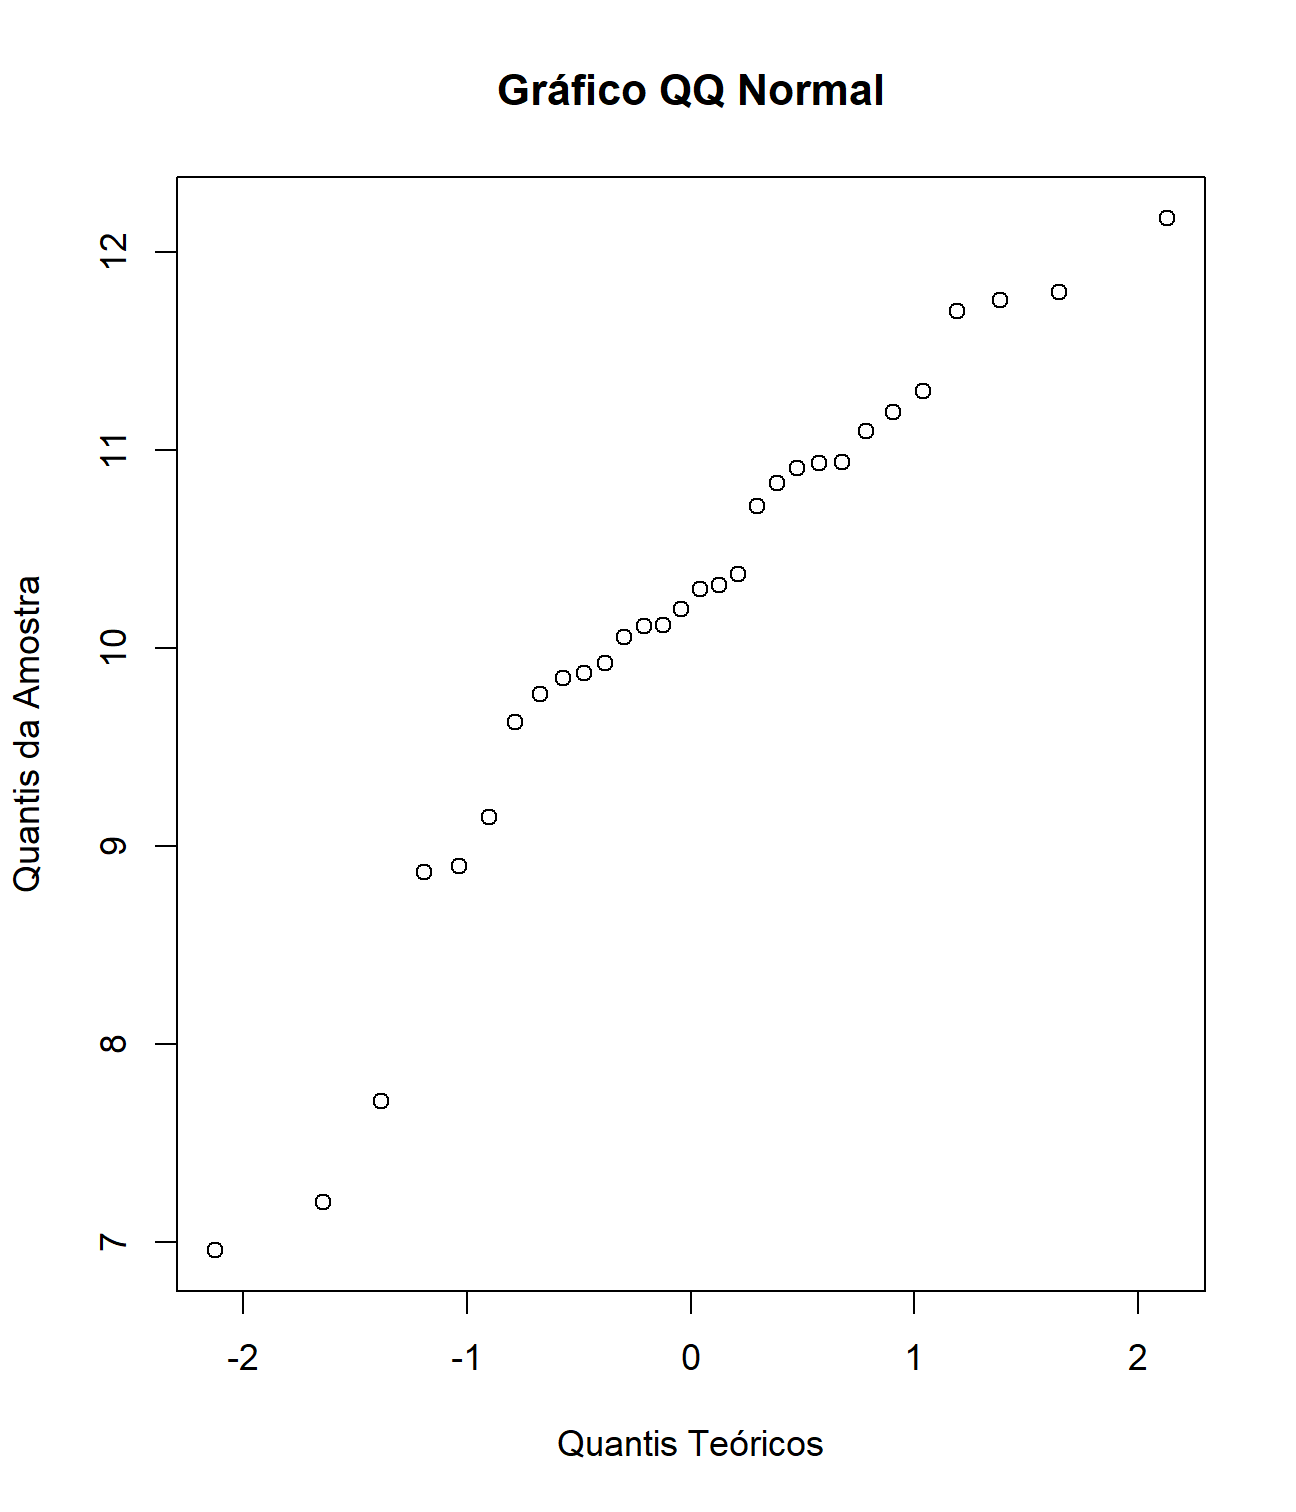 Gráfico QQ Normal
Quantis da Amostra
12
11
10
9
8
7
-2 -1 0 1 2
Quantis Teóricos